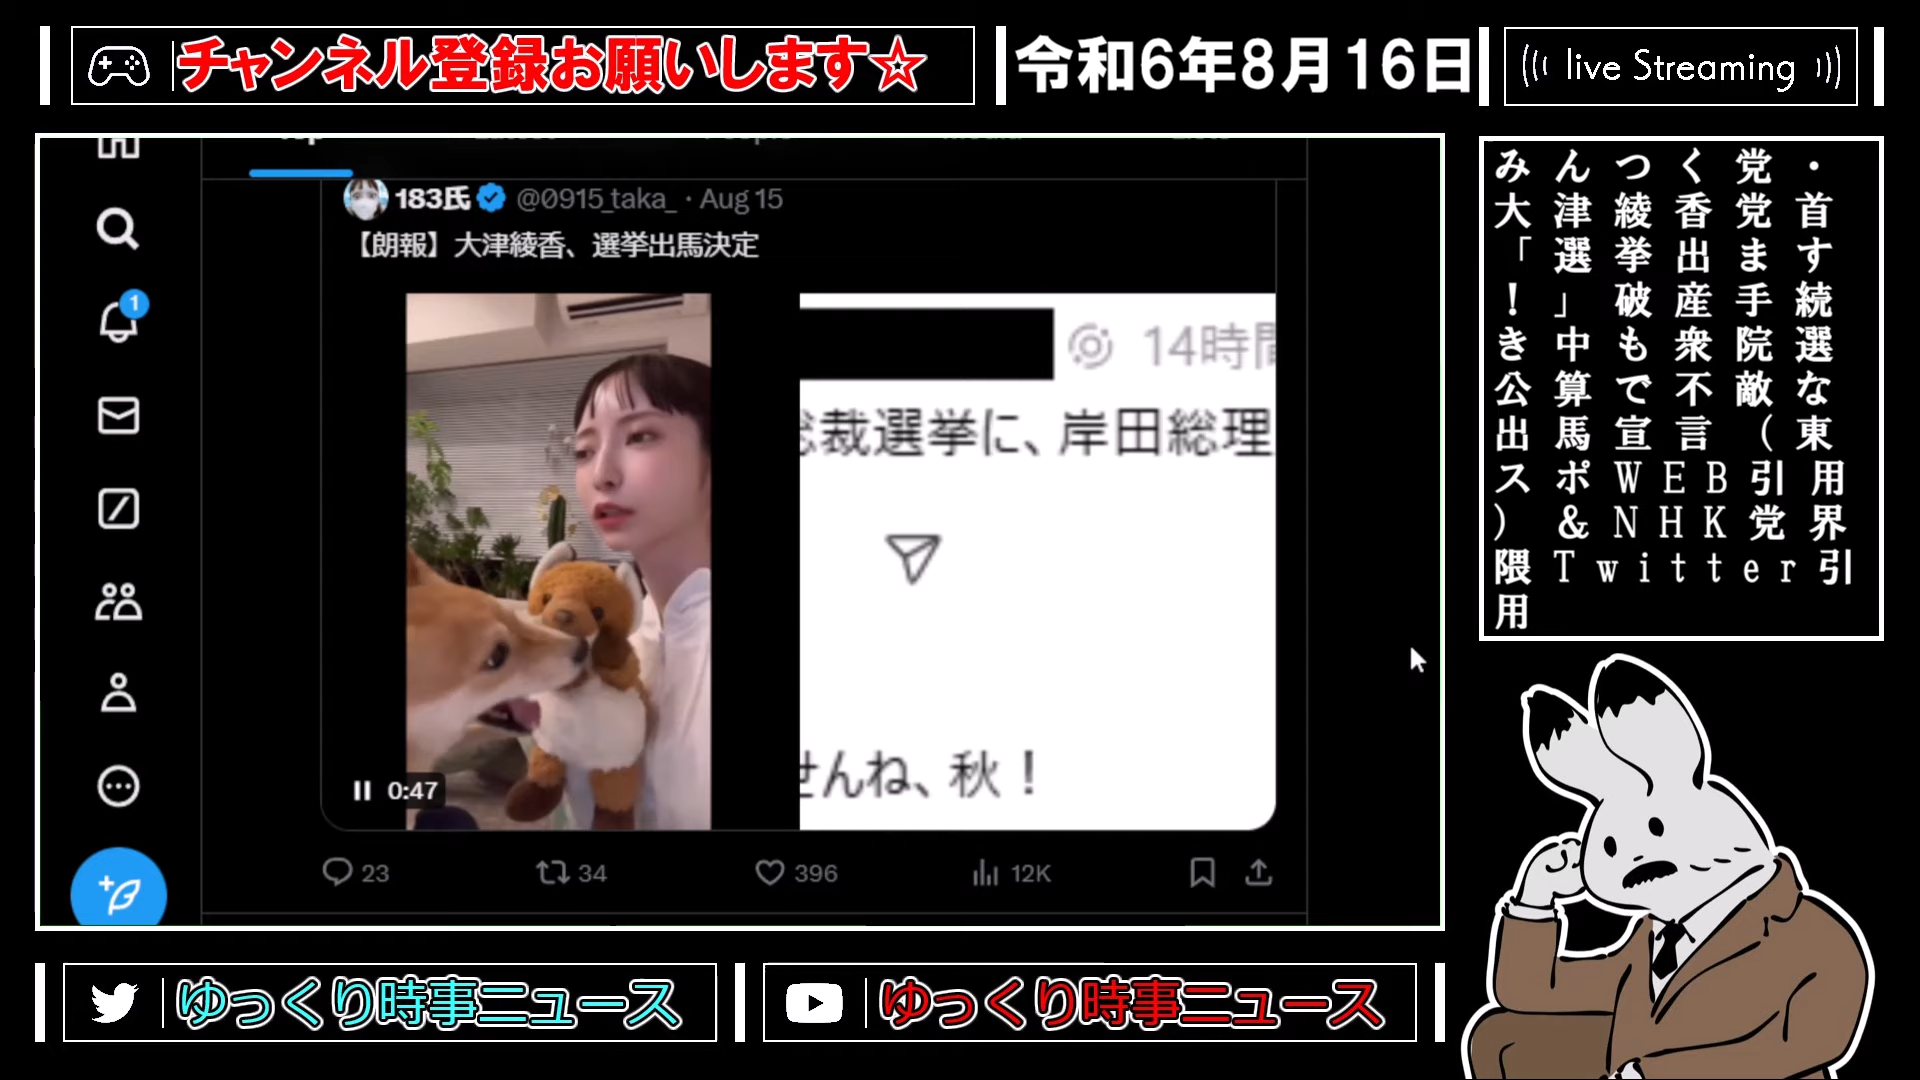 チャンネル登録お願いします☆
令和6年8月16日
live Streaming
183氏 @0915_taka_ · Aug 15
【朗報】大津綾香、選挙出馬決定
1
14時間
総裁選挙に、岸田総理
せんね、秋！
0:47
23
34
396
12K
みんつく党党・首
大津綾香党
「選挙出ます
！」破産手続
き中も衆院選
公算で不敵な
出馬宣言（東
スポWEB引用
）&NHK党界
隈Twitter引
用
ゆっくり時事ニュース
ゆっくり時事ニュース